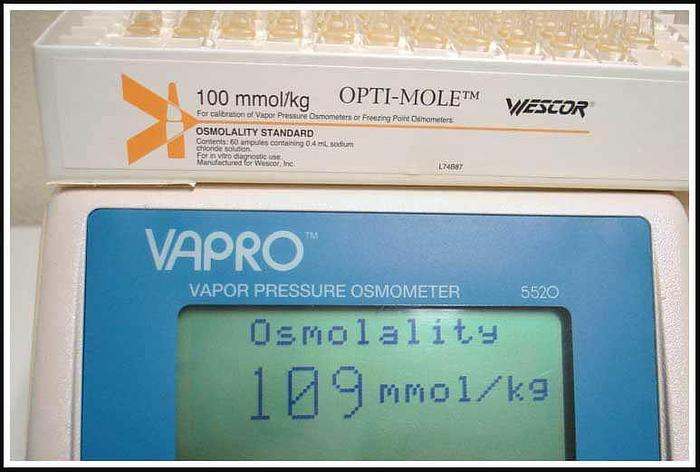 100 mmol/kg OPTI-MOLE™ WESCOR®
For calibration of Vapor Pressure Osmometers or Freezing Point Osmometers
OSMOLALITY STANDARD
Contents: 60 ampules containing 0.4 mL sodium
chloride solution.
For in vitro diagnostic use.
Manufactured for Wescor, Inc.
L74B87
VAPRO™
VAPOR PRESSURE OSMOMETER 5520
Osmolality
109 mmol/kg